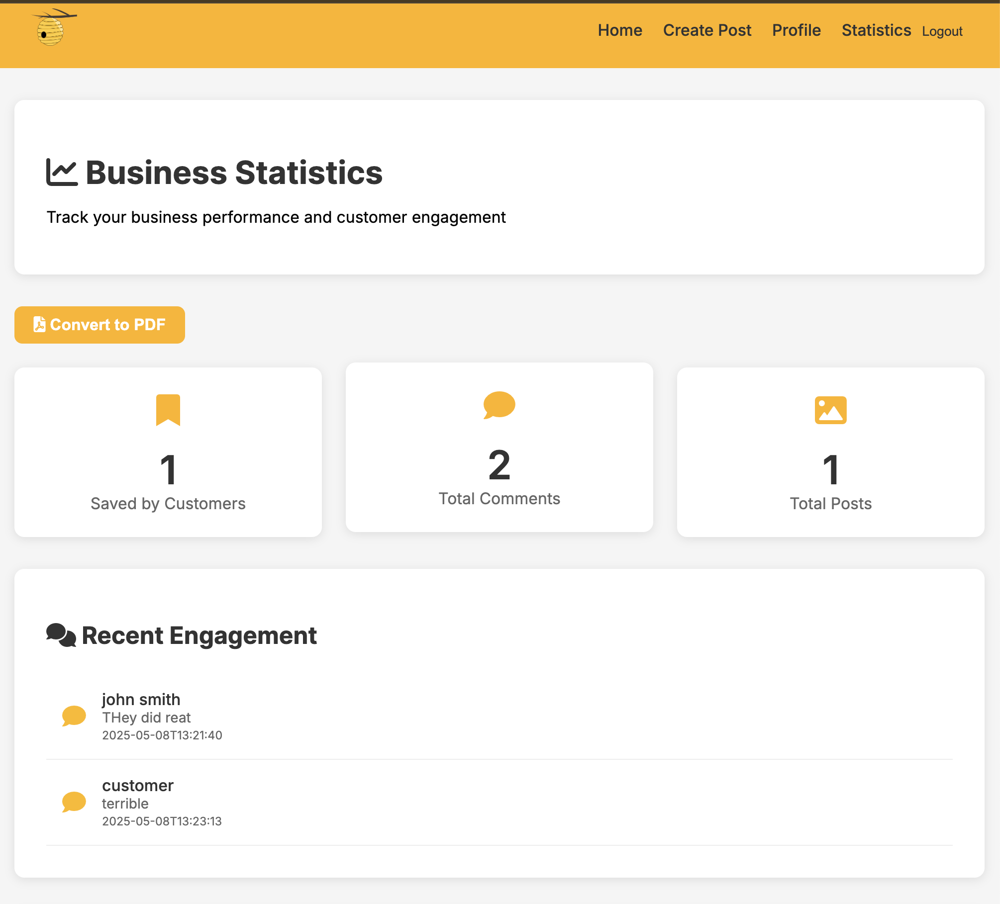 Home Create Post Profile Statistics Logout
Business Statistics
Track your business performance and customer engagement
Convert to PDF
1
Saved by Customers
2
Total Comments
1
Total Posts
Recent Engagement
john smith
THey did reat
2025-05-08T13:21:40
customer
terrible
2025-05-08T13:23:13